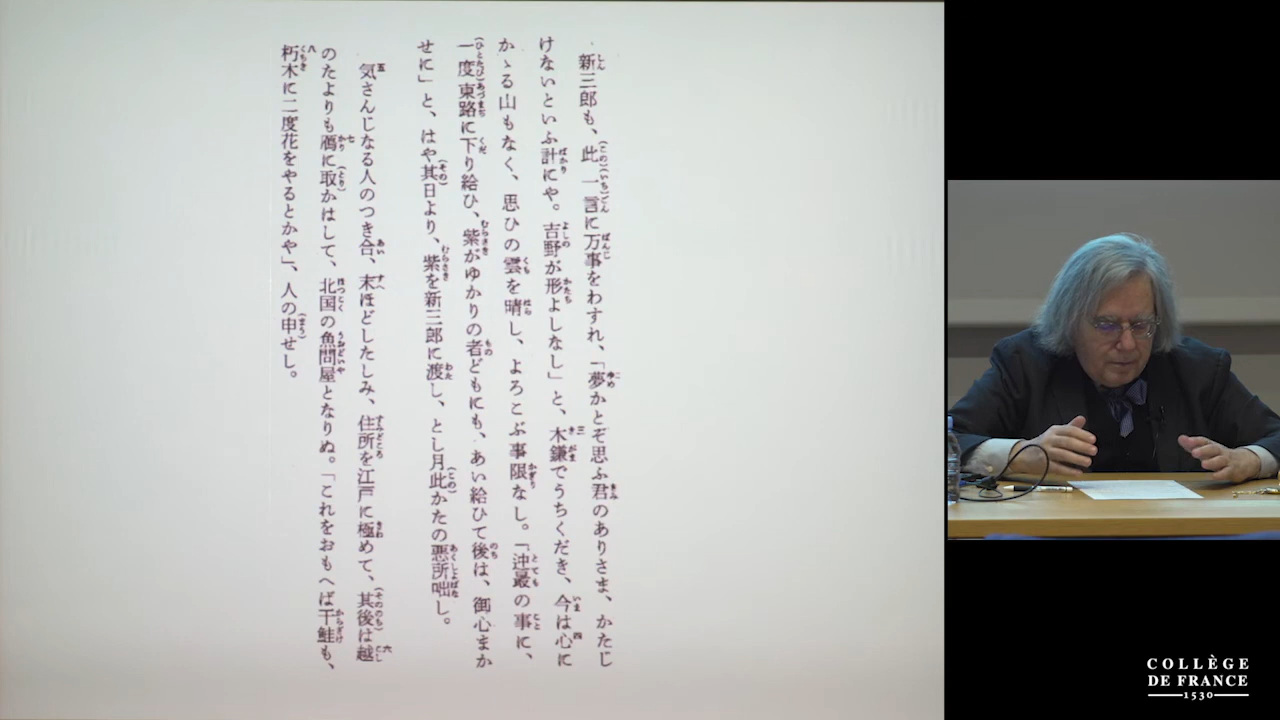 新三郎も、此一言に万事をわすれ、「夢かとぞ思ふ君のありさま、かたじ
けないといふ計にや。吉野が形よしなし」と、木鎌でうちくだき、今は心に
かゝる山もなく、思ひの雲を晴し、よろこぶ事限なし。「迚最の事に、
一度東路に下り給ひ、紫がゆかりの者どもにも、あい給ひて後は、御心まか
せに」と、はや其日より、紫を新三郎に渡し、とし月此かたの悪所咄し。
気さんじなる人のつき合、末ほどしたしみ、住所を江戸に極めて、其後は越
のたよりも鴈に取かはして、北国の魚問屋となりぬ。「これをおもへば干鮭も、
朽木に二度花をやるとかや」、人の申せし。
COLLÈGE
DE FRANCE
1530